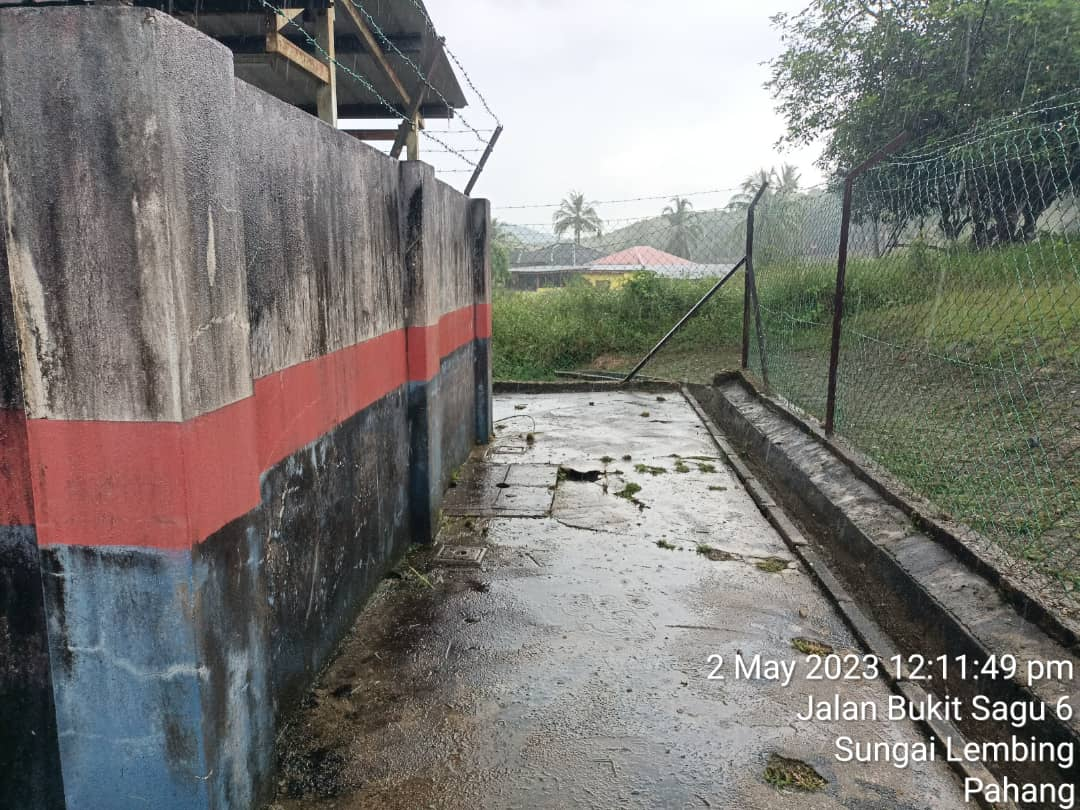 2 May 2023 12:11:49 pm
Jalan Bukit Sagu 6
Sungai Lembing
Pahang